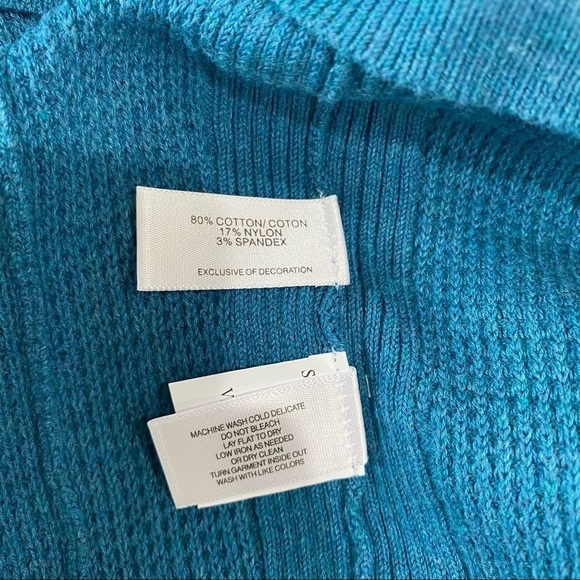 80% COTTON/ COTON
17% NYLON
3% SPANDEX
EXCLUSIVE OF DECORATION
MACHINE WASH COLD DELICATE
DO NOT BLEACH
LAY FLAT TO DRY
LOW IRON AS NEEDED
OR DRY CLEAN
TURN GARMENT INSIDE OUT
WASH WITH LIKE COLORS